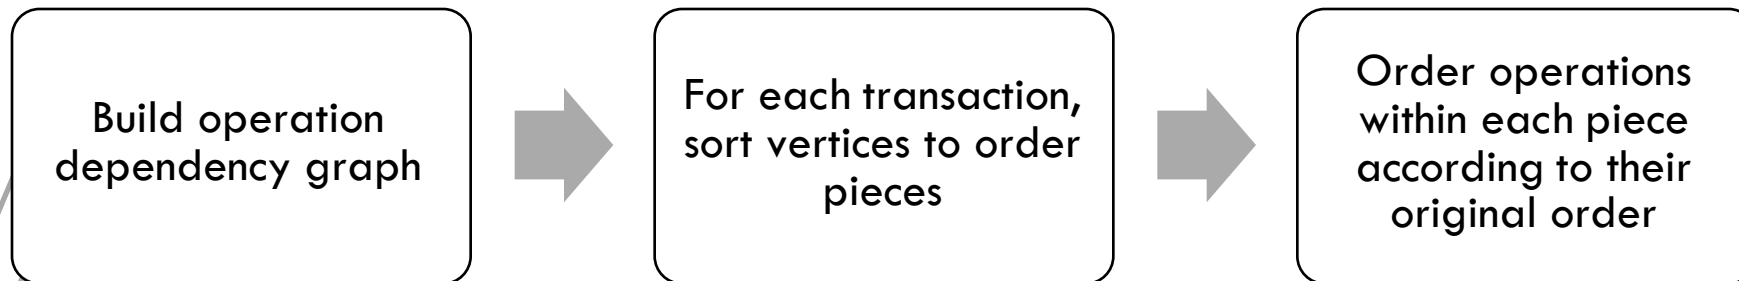 Build operation
dependency graph
For each transaction,
sort vertices to order
pieces
Order operations
within each piece
according to their
original order